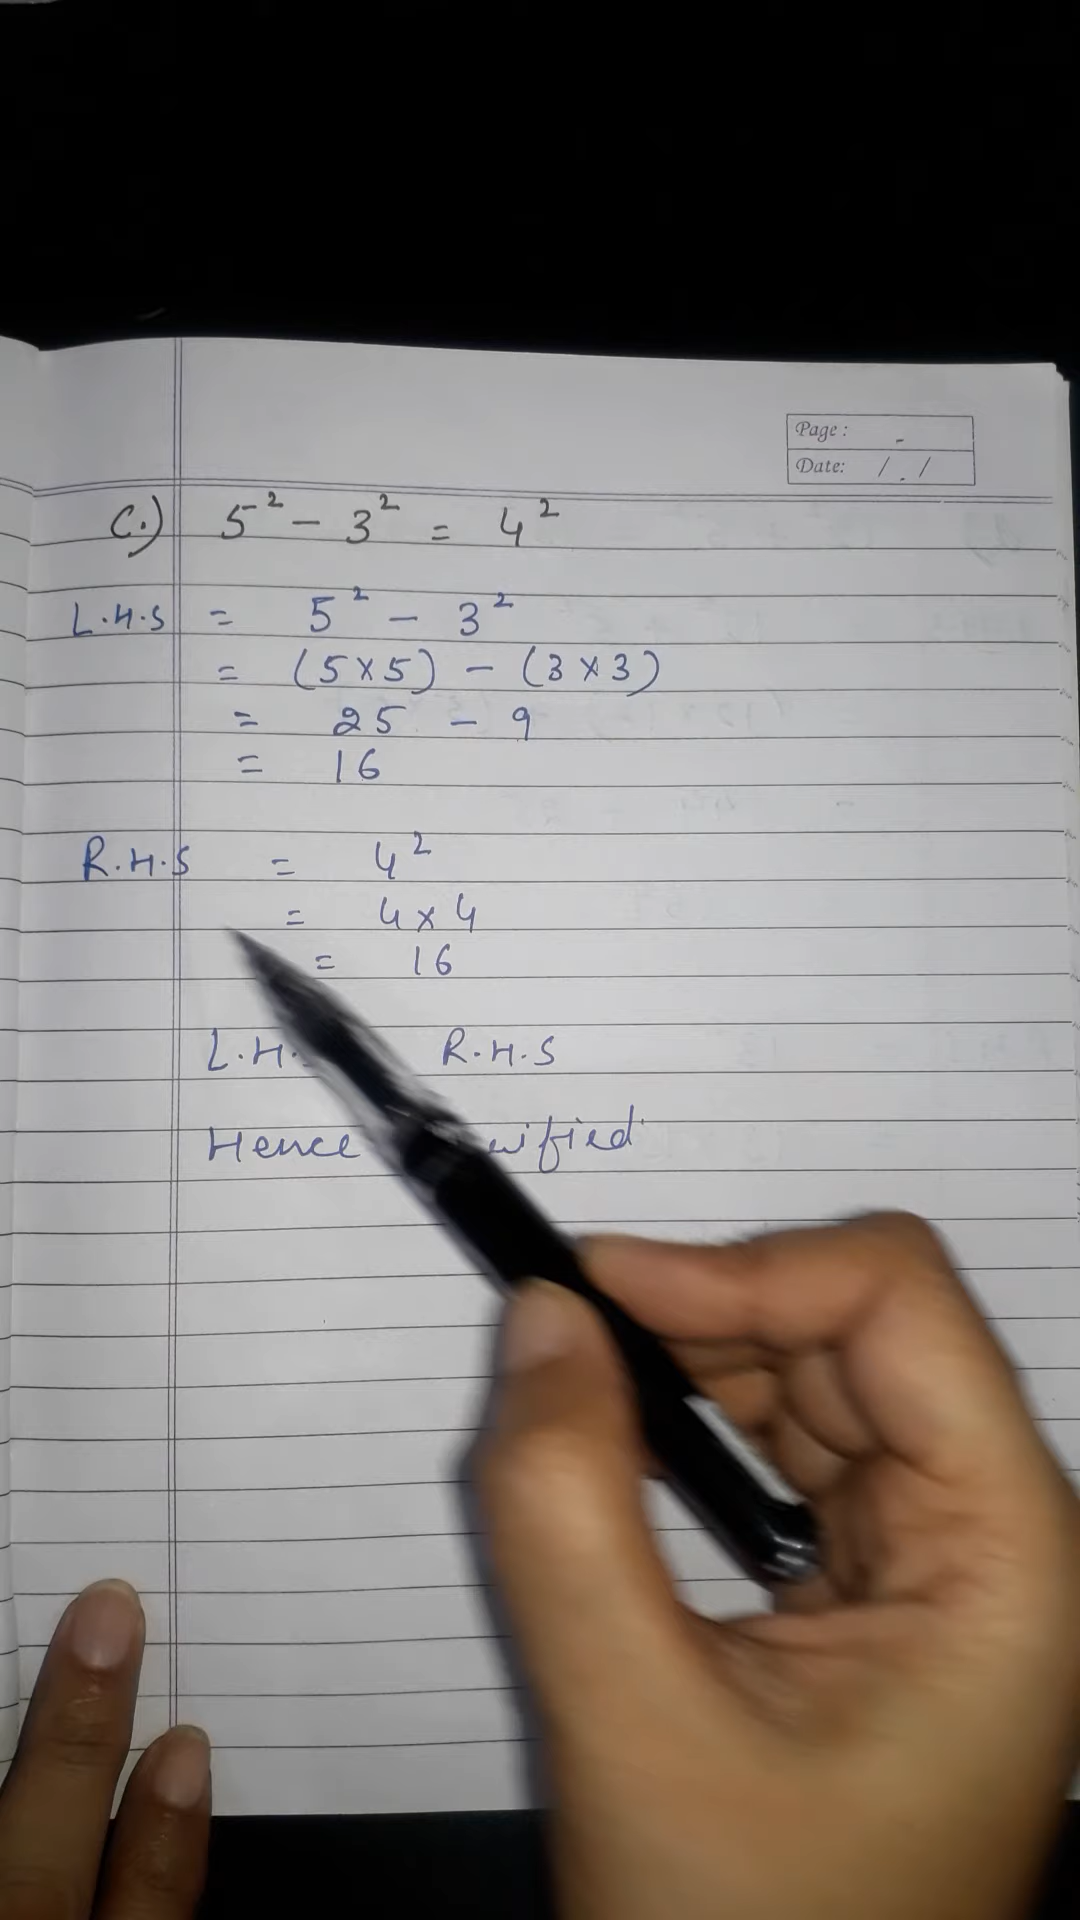 Page :
Date: / /
C.) 5² - 3² = 4²
L.H.S = 5² - 3²
= (5 × 5) - (3 × 3)
= 25 - 9
= 16
R.H.S = 4²
= 4 × 4
= 16
R.H.S
Hence